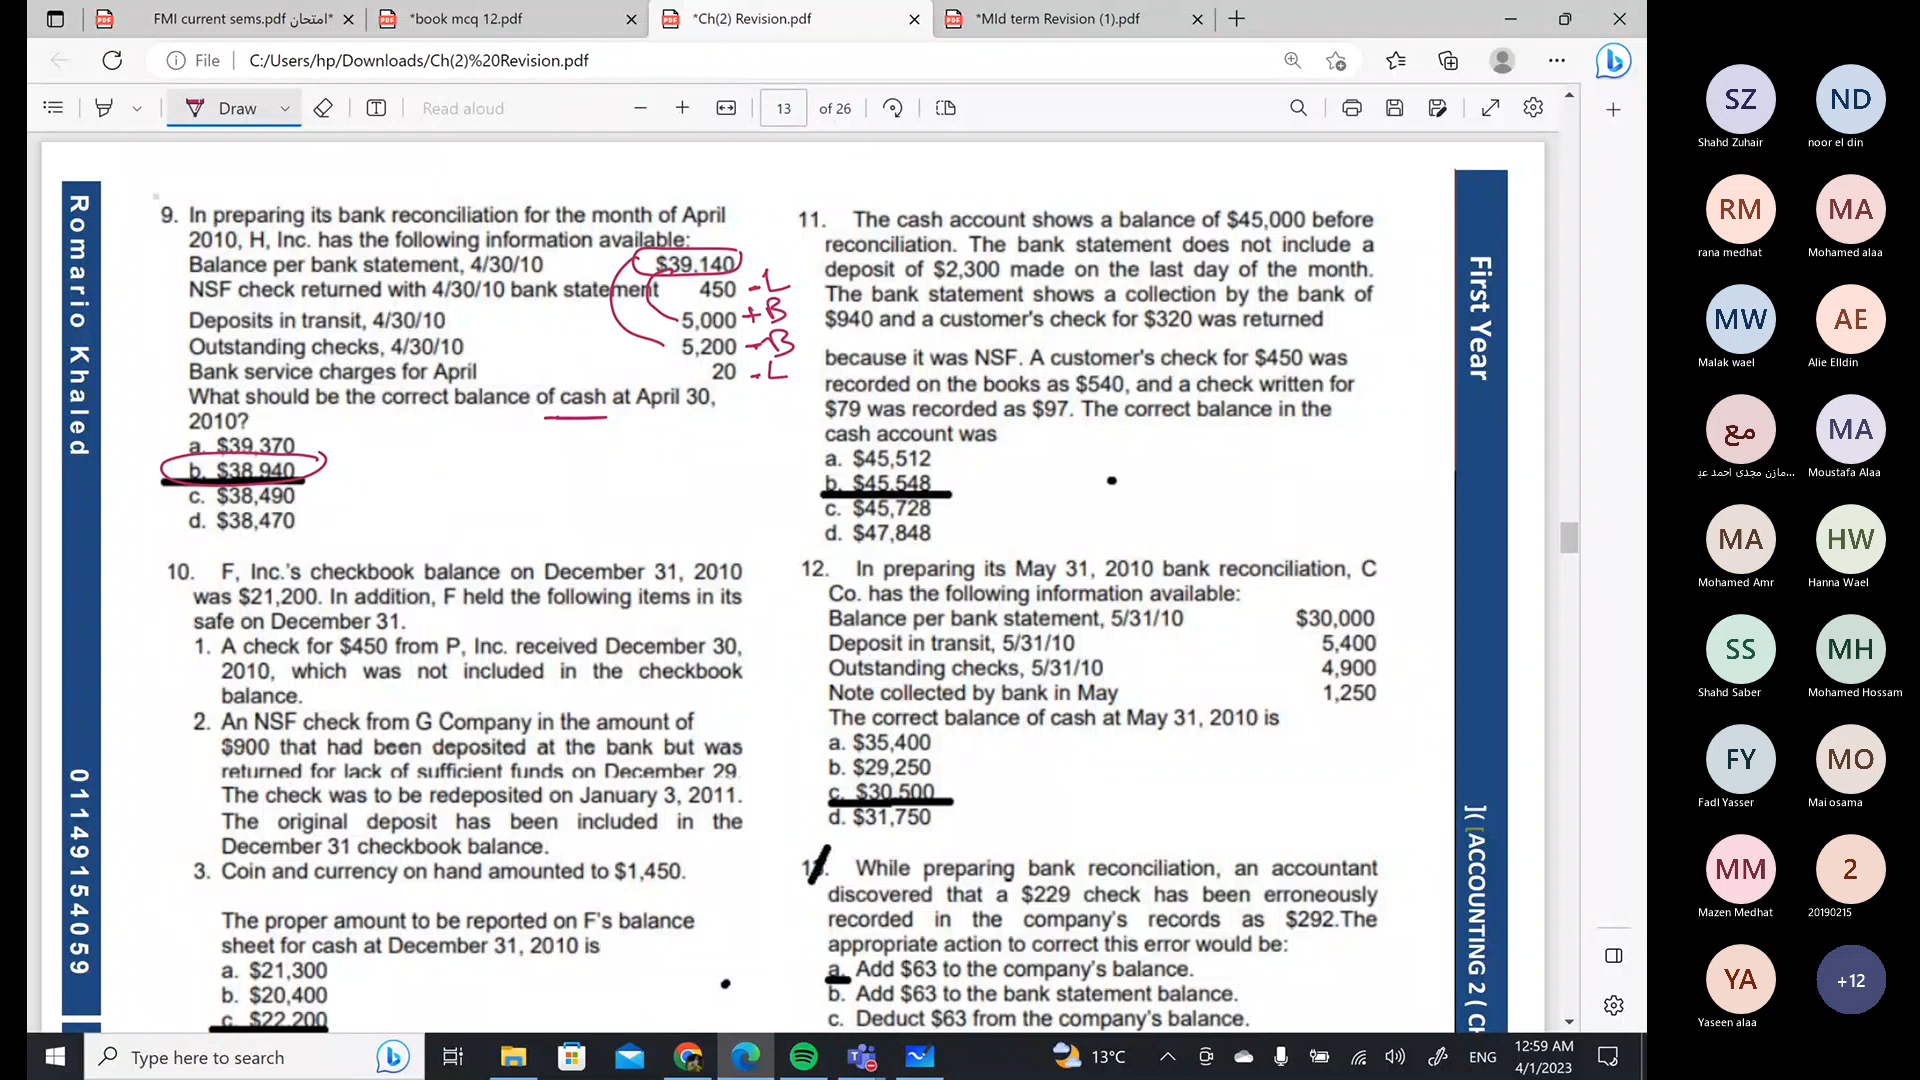 FMI current sems.pdf امتحان*
*book mcq 12.pdf
*Ch(2) Revision.pdf
*MId term Revision (1).pdf
File
C:/Users/hp/Downloads/Ch(2)%20Revision.pdf
Draw
Read aloud
13
of 26
Romario Khaled
01149154059
9. In preparing its bank reconciliation for the month of April
2010, H, Inc. has the following information available:
Balance per bank statement, 4/30/10 $39,140
NSF check returned with 4/30/10 bank statement 450 - L
Deposits in transit, 4/30/10 5,000 + B
Outstanding checks, 4/30/10 5,200 - B
Bank service charges for April 20 - L
What should be the correct balance of cash at April 30,
2010?
a. $39,370
b. $38,940
c. $38,490
d. $38,470
10. F, Inc.'s checkbook balance on December 31, 2010
was $21,200. In addition, F held the following items in its
safe on December 31.
1. A check for $450 from P, Inc. received December 30,
2010, which was not included in the checkbook
balance.
2. An NSF check from G Company in the amount of
$900 that had been deposited at the bank but was
returned for lack of sufficient funds on December 29.
The check was to be redeposited on January 3, 2011.
The original deposit has been included in the
December 31 checkbook balance.
3. Coin and currency on hand amounted to $1,450.
The proper amount to be reported on F's balance
sheet for cash at December 31, 2010 is
a. $21,300
b. $20,400
c. $22,200
11. The cash account shows a balance of $45,000 before
reconciliation. The bank statement does not include a
deposit of $2,300 made on the last day of the month.
The bank statement shows a collection by the bank of
$940 and a customer's check for $320 was returned
because it was NSF. A customer's check for $450 was
recorded on the books as $540, and a check written for
$79 was recorded as $97. The correct balance in the
cash account was
a. $45,512
b. $45,548
c. $45,728
d. $47,848
12. In preparing its May 31, 2010 bank reconciliation, C
Co. has the following information available:
Balance per bank statement, 5/31/10 $30,000
Deposit in transit, 5/31/10 5,400
Outstanding checks, 5/31/10 4,900
Note collected by bank in May 1,250
The correct balance of cash at May 31, 2010 is
a. $35,400
b. $29,250
c. $30,500
d. $31,750
While preparing bank reconciliation, an accountant
discovered that a $229 check has been erroneously
recorded in the company's records as $292.The
appropriate action to correct this error would be:
a. Add $63 to the company's balance.
b. Add $63 to the bank statement balance.
c. Deduct $63 from the company's balance.
First Year
]( [ACCOUNTING 2 (
SZ
Shahd Zuhair
ND
noor el din
RM
rana medhat
MA
Mohamed alaa
MW
Malak wael
AE
Alie Elldin
مع
مازن مجدى احمد عبد...
MA
Moustafa Alaa
MA
Mohamed Amr
HW
Hanna Wael
SS
Shahd Saber
MH
Mohamed Hossam
FY
Fadl Yasser
MO
Mai osama
MM
Mazen Medhat
2
20190215
YA
Yaseen alaa
+12
Type here to search
13°C
ENG
12:59 AM
4/1/2023